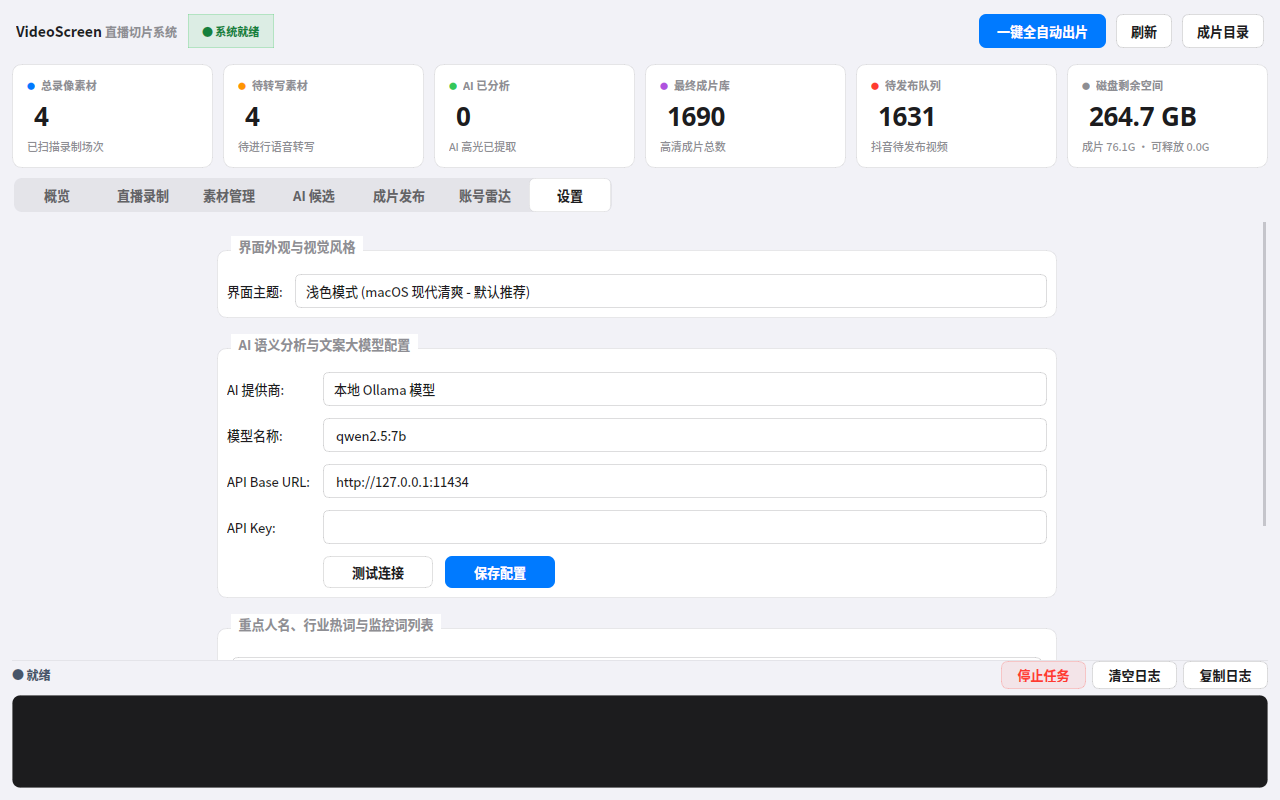 VideoScreen 直播切片系统 ● 系统就绪 一键全自动出片 刷新 成片目录
总录像素材
4
已扫描录制场次
待转写素材
4
待进行语音转写
AI 已分析
0
AI 高光已提取
最终成片库
1690
高清成片总数
待发布队列
1631
抖音待发布视频
磁盘剩余空间
264.7 GB
成片 76.1G · 可释放 0.0G
概览 直播录制 素材管理 AI 候选 成片发布 账号雷达 设置
界面外观与视觉风格
界面主题: 浅色模式 (macOS 现代清爽 - 默认推荐)
AI 语义分析与文案大模型配置
AI 提供商: 本地 Ollama 模型
模型名称: qwen2.5:7b
API Base URL: http://127.0.0.1:11434
API Key:
测试连接 保存配置
重点人名、行业热词与监控词列表
● 就绪 停止任务 清空日志 复制日志